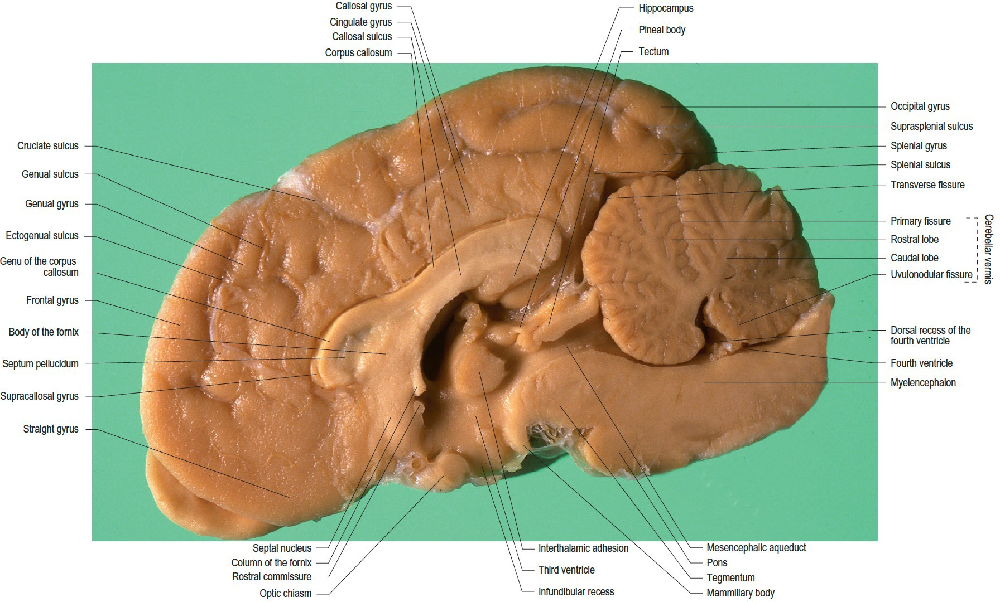 Callosal gyrus
Cingulate gyrus
Callosal sulcus
Corpus callosum
Hippocampus
Pineal body
Tectum
Cruciate sulcus
Genual sulcus
Genual gyrus
Ectogenual sulcus
Genu of the corpus
callosum
Frontal gyrus
Body of the fornix
Septum pellucidum
Supracallosal gyrus
Straight gyrus
Occipital gyrus
Suprasplenial sulcus
Splenial gyrus
Splenial sulcus
Transverse fissure
Primary fissure
Rostral lobe
Caudal lobe
Uvulonodular fissure
Cerebellar vermis
Dorsal recess of the
fourth ventricle
Fourth ventricle
Myelencephalon
Septal nucleus
Column of the fornix
Rostral commissure
Optic chiasm
Interthalamic adhesion
Third ventricle
Infundibular recess
Mesencephalic aqueduct
Pons
Tegmentum
Mammillary body